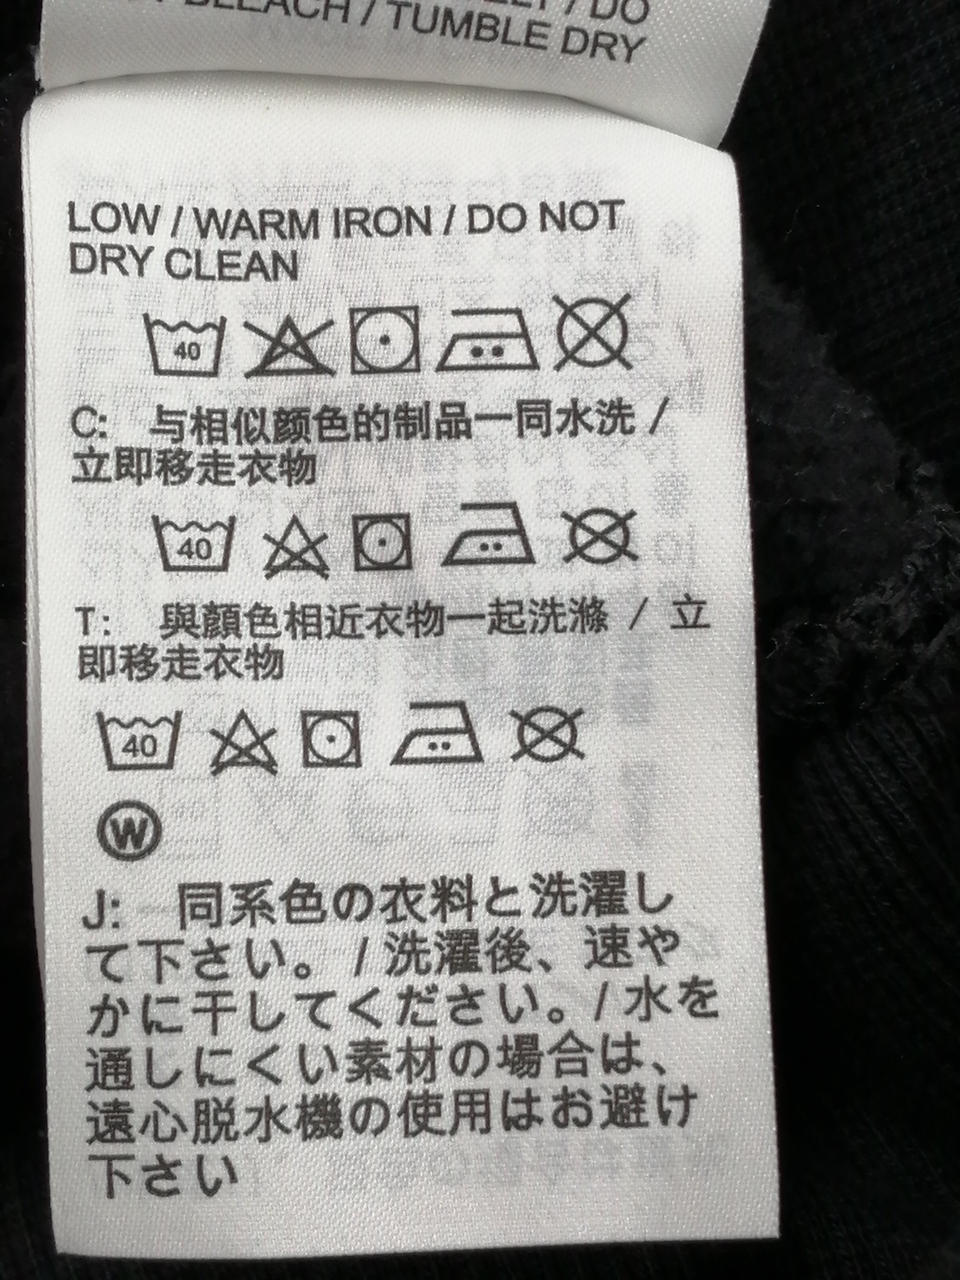 / DO
BLEACH / TUMBLE DRY
LOW / WARM IRON / DO NOT
DRY CLEAN
40
C: 与相似颜色的制品一同水洗 /
立即移走衣物
40
T: 與顏色相近衣物一起洗滌 / 立
即移走衣物
40
W
J: 同系色の衣料と洗濯し
て下さい。/ 洗濯後、速や
かに干してください。/ 水を
通しにくい素材の場合は、
遠心脱水機の使用はお避け
下さい